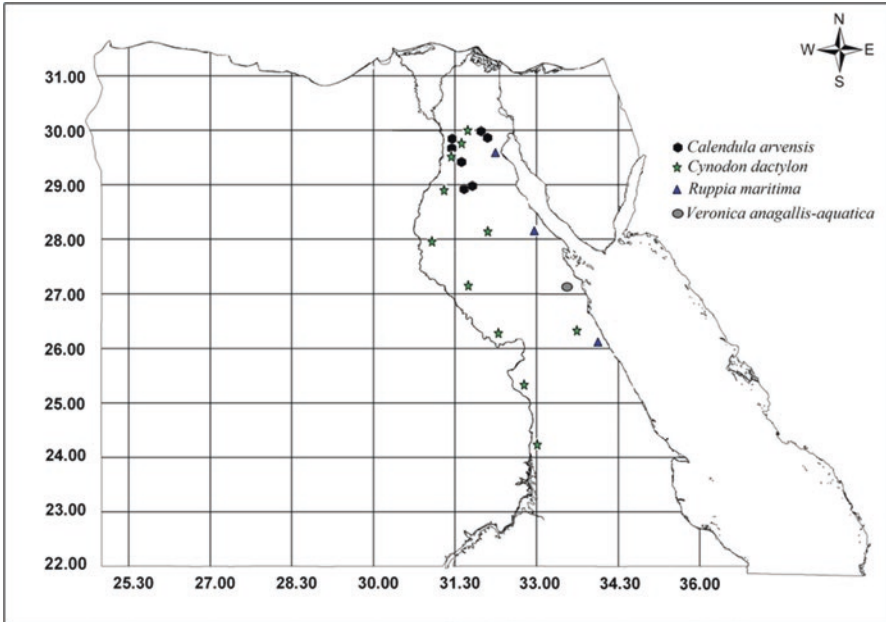 N
W E
S
31.00
30.00
29.00
28.00
27.00
26.00
25.00
24.00
23.00
22.00
Calendula arvensis
Cynodon dactylon
Ruppia maritima
Veronica anagallis-aquatica
25.30 27.00 28.30 30.00 31.30 33.00 34.30 36.00